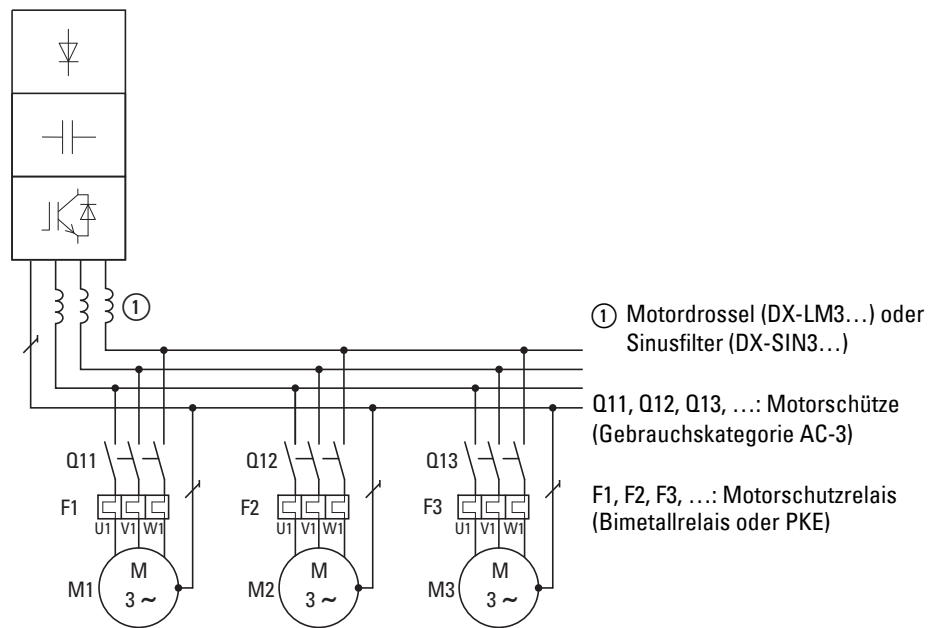 1
1 Motordrossel (DX-LM3…) oder
Sinusfilter (DX-SIN3…)
Q11, Q12, Q13, …: Motorschütze
(Gebrauchskategorie AC-3)
Q11 Q12 Q13
F1 F2 F3 F1, F2, F3, …: Motorschutzrelais
(Bimetallrelais oder PKE)
U1 V1 W1 U1 V1 W1 U1 V1 W1
M M M
M1 M2 M3
3 ~ 3 ~ 3 ~